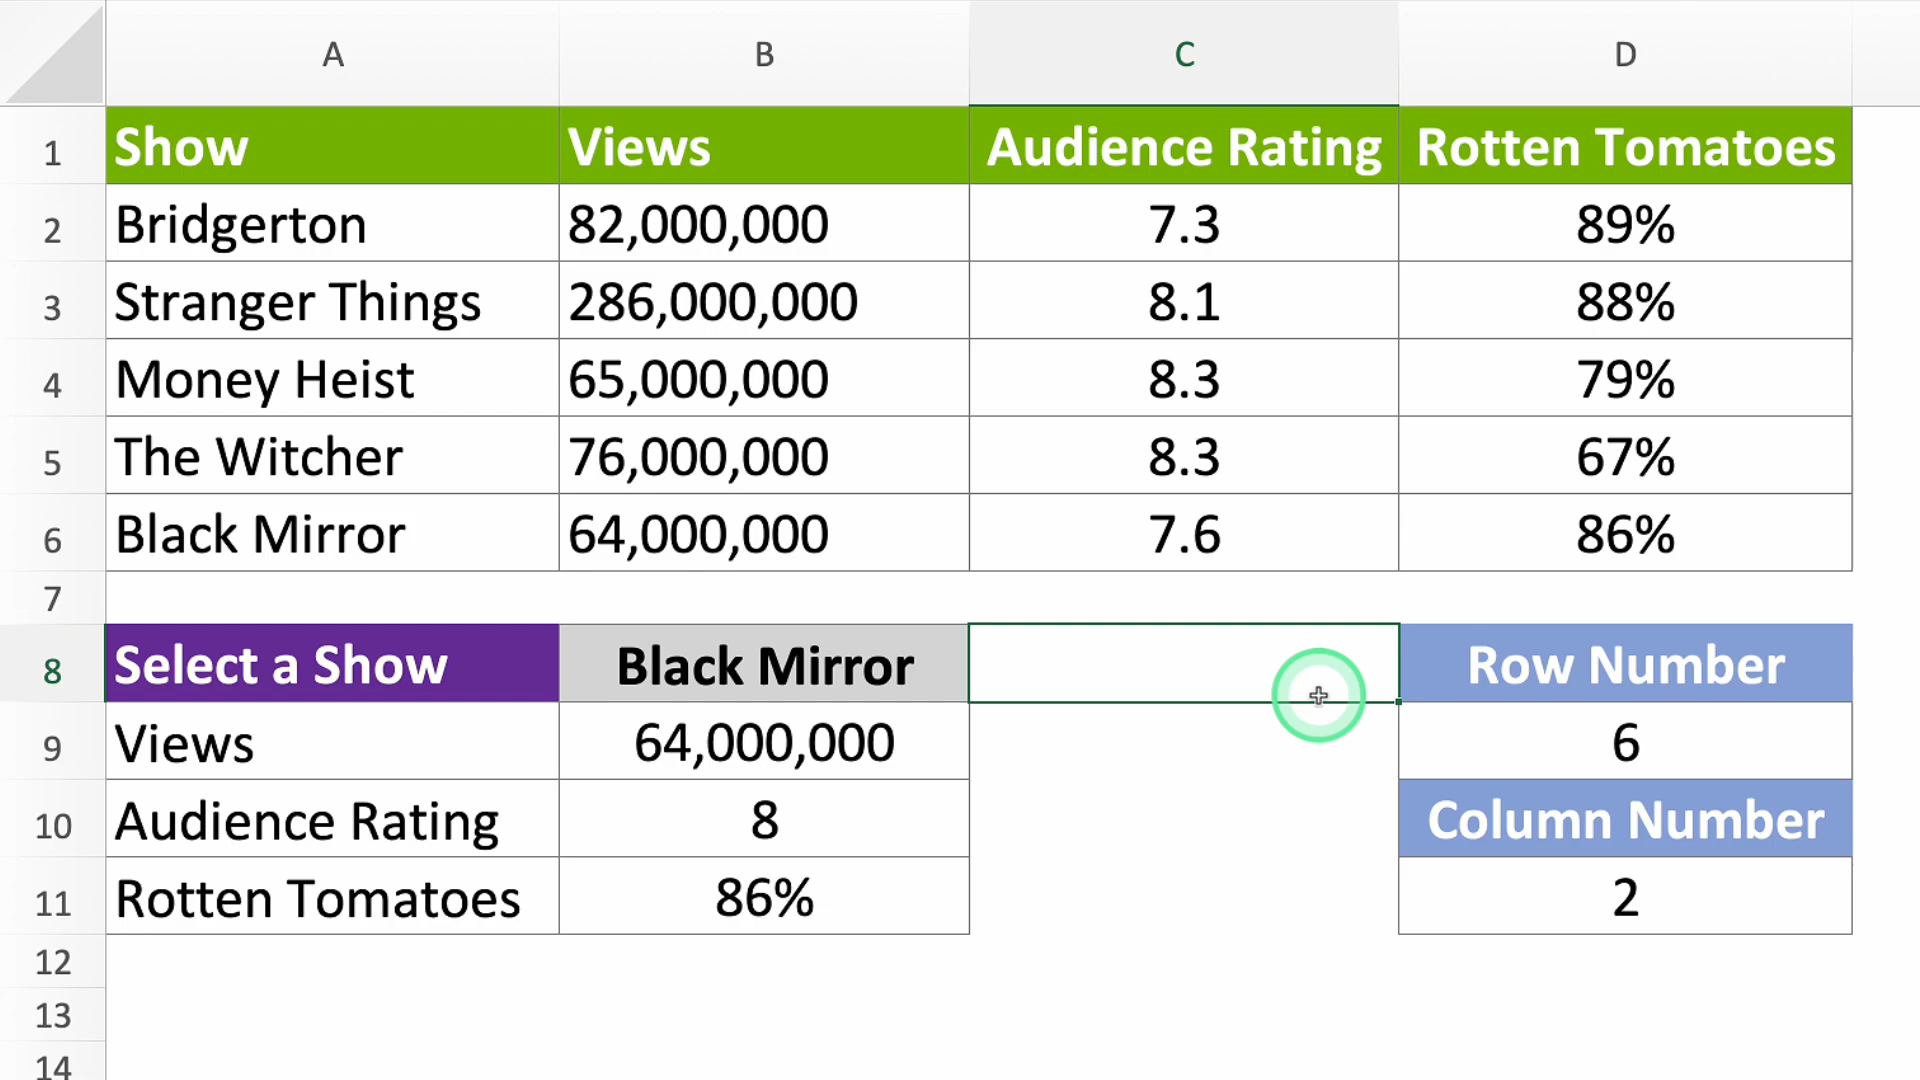 A B C D
1 Show Views Audience Rating Rotten Tomatoes
2 Bridgerton 82,000,000 7.3 89%
3 Stranger Things 286,000,000 8.1 88%
4 Money Heist 65,000,000 8.3 79%
5 The Witcher 76,000,000 8.3 67%
6 Black Mirror 64,000,000 7.6 86%
7
8 Select a Show Black Mirror Row Number
9 Views 64,000,000 6
10 Audience Rating 8 Column Number
11 Rotten Tomatoes 86% 2
12
13
14